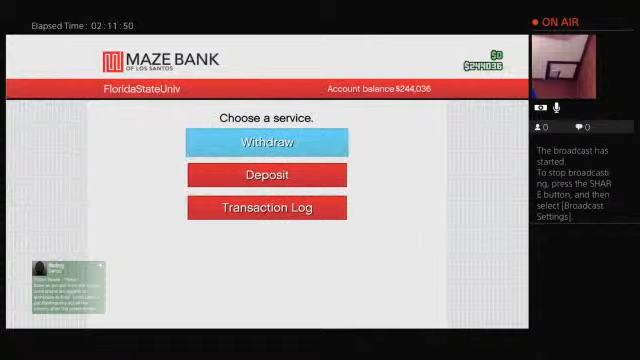 Elapsed Time : 02:11:50
ON AIR
MAZE BANK
OF LOS SANTOS
$0
$244036
FloridaStateUniv
Account balance $244,036
Choose a service.
Withdraw
Deposit
Transaction Log
0
0
The broadcast has
started.
To stop broadcasti
ng, press the SHAR
E button, and then
select [Broadcast
Settings].